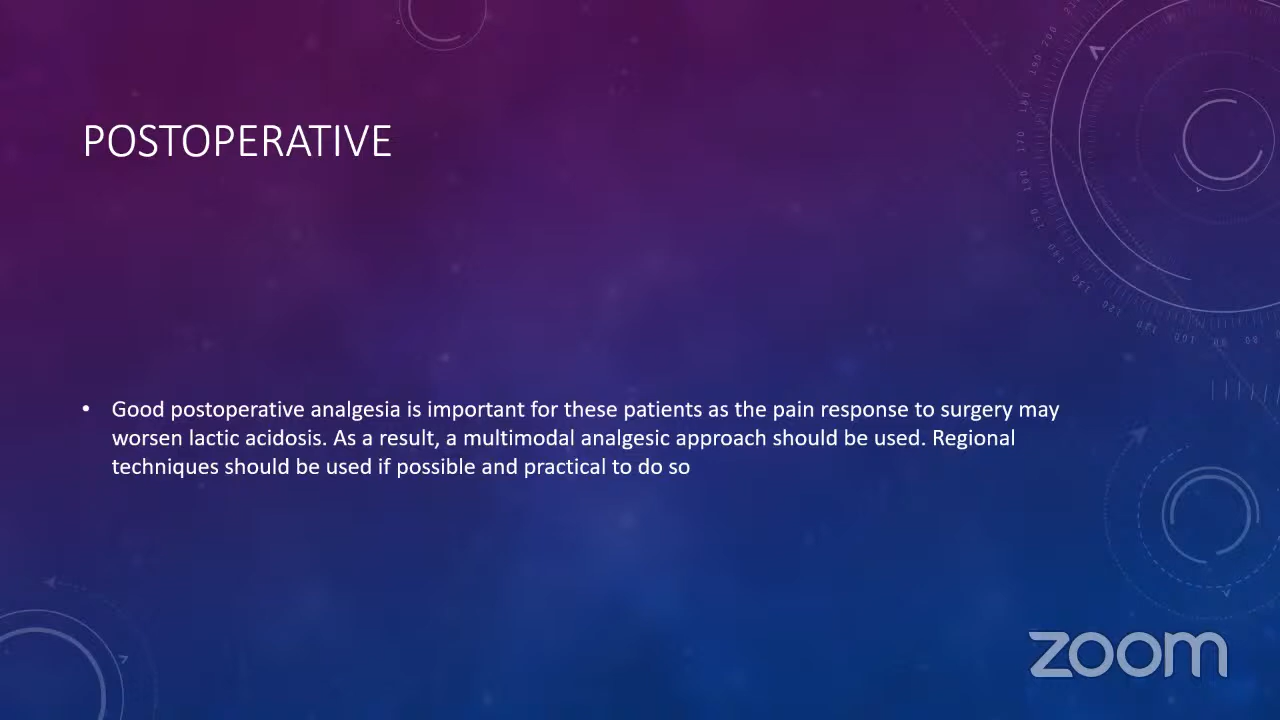 POSTOPERATIVE
• Good postoperative analgesia is important for these patients as the pain response to surgery may
worsen lactic acidosis. As a result, a multimodal analgesic approach should be used. Regional
techniques should be used if possible and practical to do so
zoom